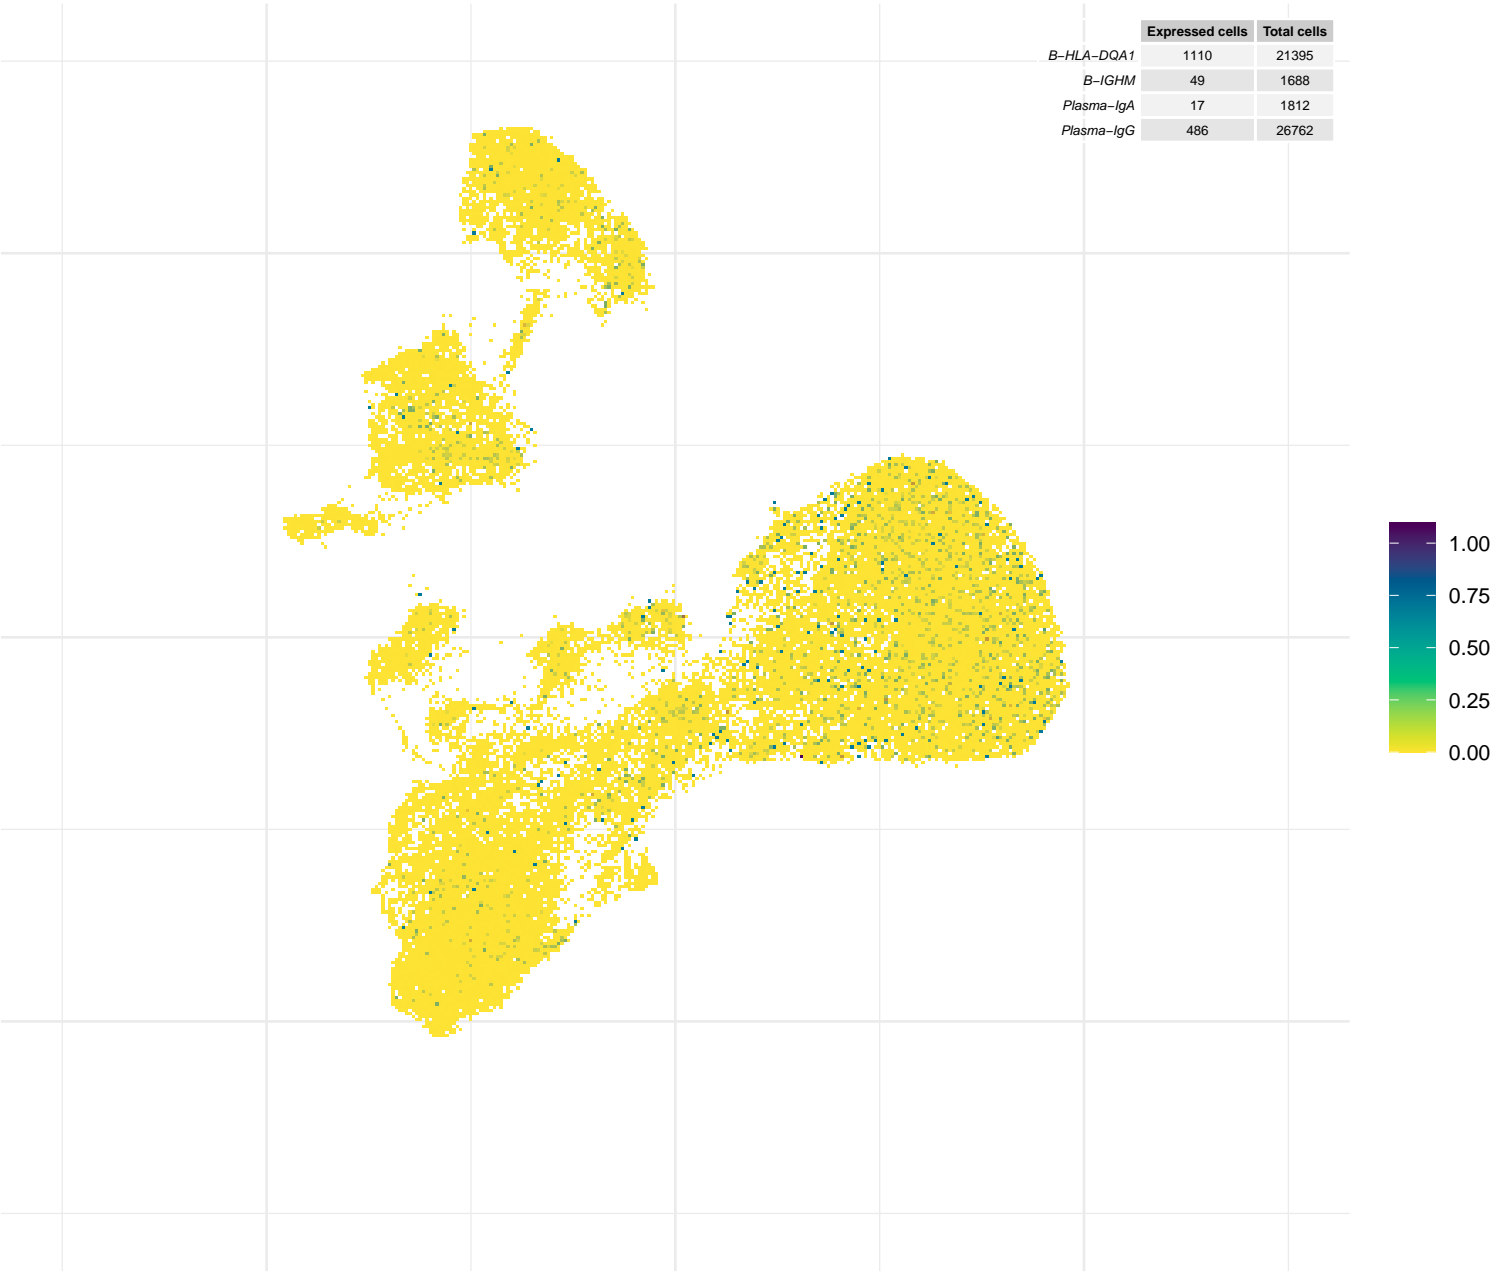 Expressed cells Total cells
B−HLA−DQA1 1110 21395
B−IGHM 49 1688
Plasma−IgA 17 1812
Plasma−IgG 486 26762
1.00
0.75
0.50
0.25
0.00